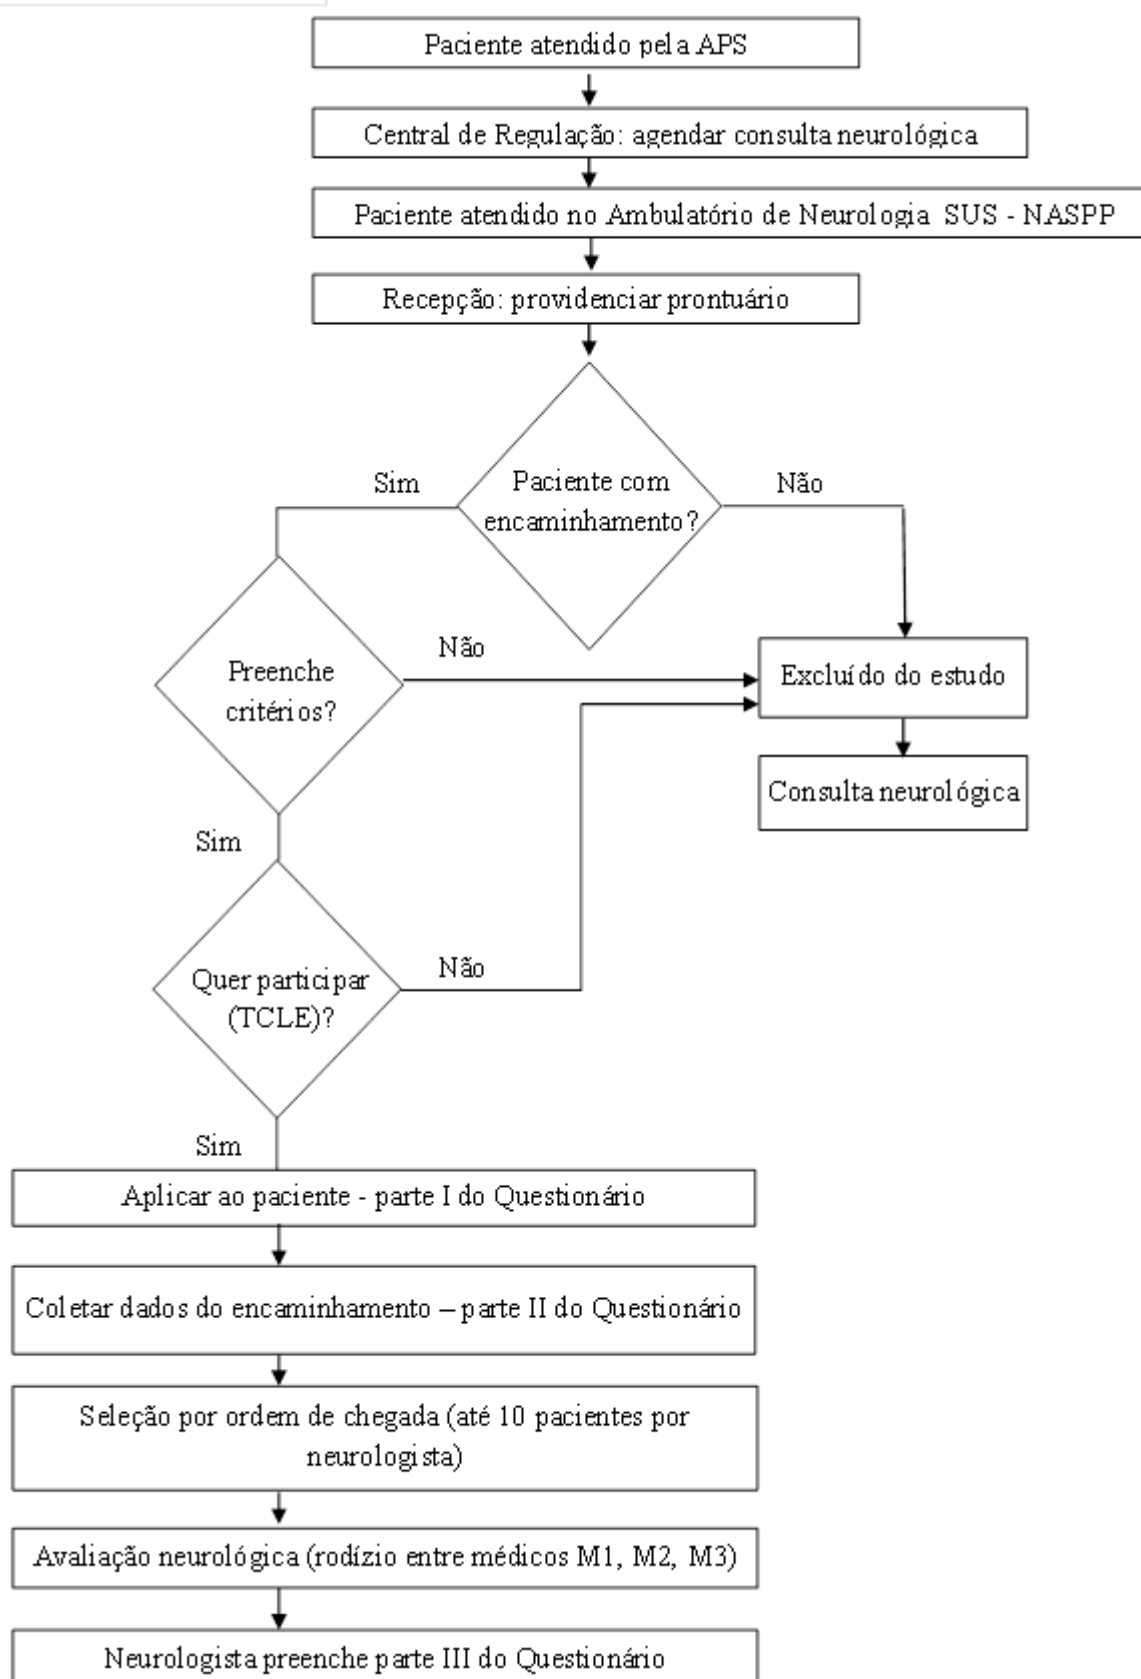 Paciente atendido pela APS
Central de Regulação: agendar consulta neurológica
Paciente atendido no Ambulatório de Neurologia SUS - NASPP
Recepção: providenciar prontuário
Paciente com
encaminhamento?
Sim
Não
Preenche
critérios?
Não
Excluído do estudo
Consulta neurológica
Sim
Quer participar
(TCLE)?
Não
Sim
Aplicar ao paciente - parte I do Questionário
Coletar dados do encaminhamento – parte II do Questionário
Seleção por ordem de chegada (até 10 pacientes por
neurologista)
Avaliação neurológica (rodízio entre médicos M1, M2, M3)
Neurologista preenche parte III do Questionário